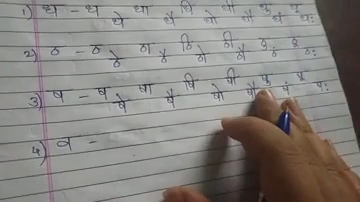 1) थ - थ था थि थी थु थू
थे थै थो थौ थं थः
2) ठ - ठ ठा ठि ठी ठु ठू
ठे ठै ठो ठौ ठं ठः
3) ष - ष षा षि षी षु षू
षे षै षो षौ षं षः
4) व -